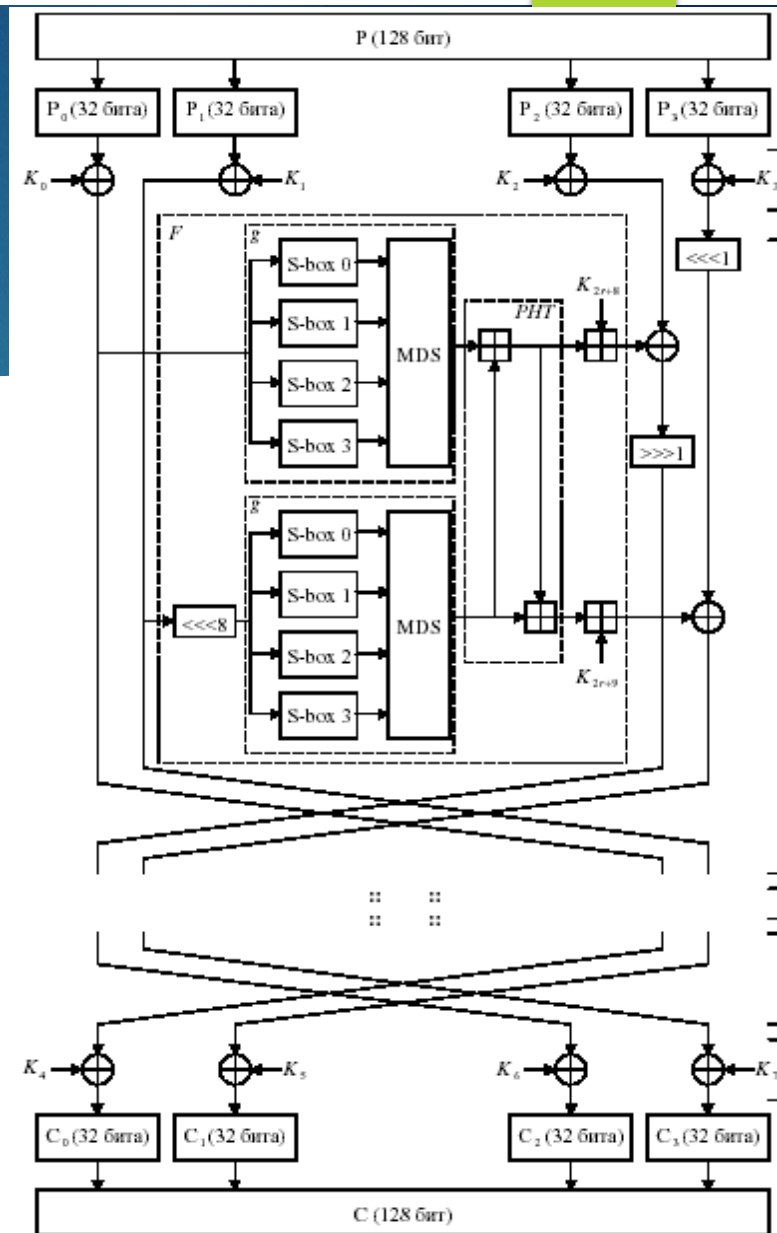 P (128 бит)
P₀ (32 бита) P₁ (32 бита) P₂ (32 бита) P₃ (32 бита)
K₀ K₁ K₂ K₃
F g
S-box 0
<<<1
K₂ᵣ₊₈
S-box 1 PHT
MDS
S-box 2
>>>1
S-box 3
g
S-box 0
S-box 1
<<<8 MDS
S-box 2
K₂ᵣ₊₉
S-box 3
K₄ K₅ K₆ K₇
C₀ (32 бита) C₁ (32 бита) C₂ (32 бита) C₃ (32 бита)
C (128 бит)